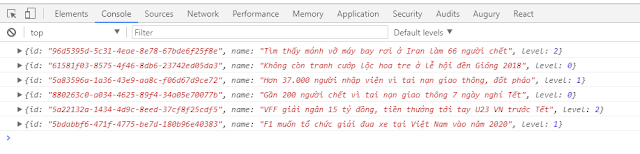 Elements Console Sources Network Performance Memory Application Security Audits Augury React
top Filter Default levels
{id: "96d5395d-5c31-4eae-8e78-67bde6f25f8e", name: "Tìm thấy mảnh vỡ máy bay rơi ở Iran làm 66 người chết", level: 2}
{id: "61581f03-8575-4f46-8db6-23742ed05da3", name: "Không còn tranh cướp Lộc hoa tre ở Lễ hội đền Gióng 2018", level: 0}
{id: "5a83596a-1a36-43e9-aa8c-f06d67d9ce72", name: "Hơn 37.000 người nhập viện vì tai nạn giao thông, đốt pháo", level: 1}
{id: "880263c0-a034-4625-89f4-34a05e70077b", name: "Gần 200 người chết vì tai nạn giao thông 7 ngày nghỉ Tết", level: 0}
{id: "5a22132a-1434-4d9c-8eed-37cf8f25cdf5", name: "VFF giải ngân 15 tỷ đồng, tiền thưởng tới tay U23 VN trước Tết", level: 2}
{id: "5bdabbf6-471f-4775-be7d-180b96e40383", name: "F1 muốn tổ chức giải đua xe tại Việt Nam vào năm 2020", level: 1}